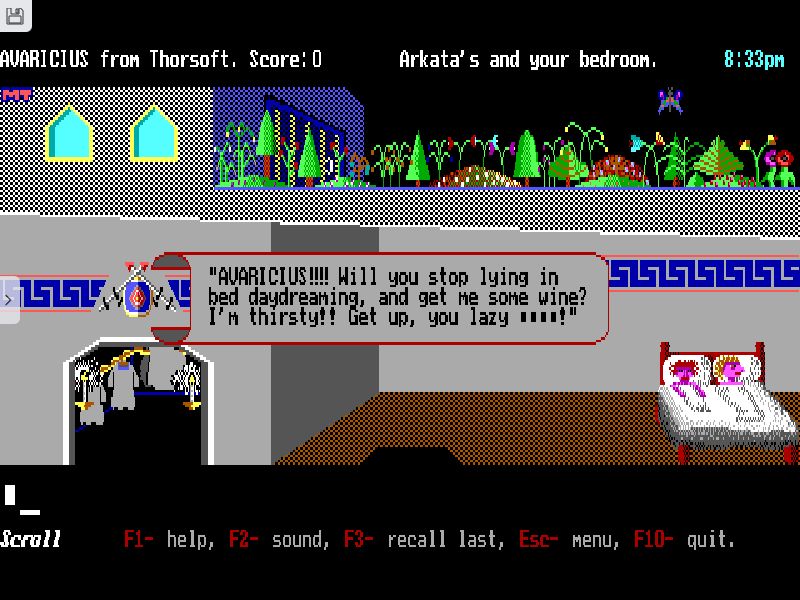 AVARICIUS from Thorsoft. Score:0 Arkata's and your bedroom. 8:33pm
MT
"AVARICIUS!!!! Will you stop lying in
bed daydreaming, and get me some wine?
I'm thirsty!! Get up, you lazy ▪▪▪▪!"
Scroll F1- help, F2- sound, F3- recall last, Esc- menu, F10- quit.